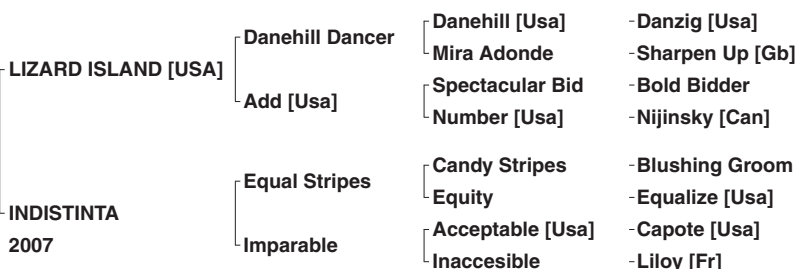 Danehill [Usa] -Danzig [Usa]
Danehill Dancer
Mira Adonde -Sharpen Up [Gb]
LIZARD ISLAND [USA]
Spectacular Bid -Bold Bidder
Add [Usa]
Number [Usa] -Nijinsky [Can]
Candy Stripes -Blushing Groom
Equal Stripes
Equity -Equalize [Usa]
INDISTINTA
Acceptable [Usa] -Capote [Usa]
2007 Imparable
Inaccesible -Liloy [Fr]